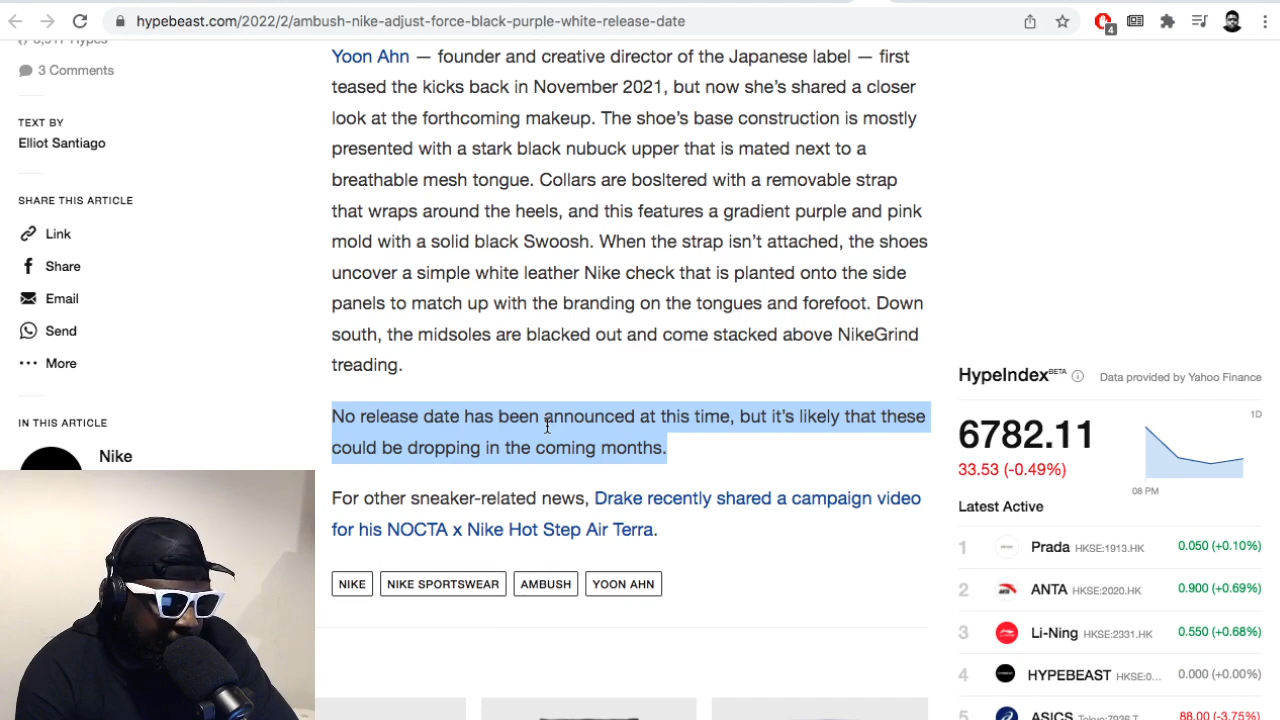 hypebeast.com/2022/2/ambush-nike-adjust-force-black-purple-white-release-date
4
3 Comments
TEXT BY
Elliot Santiago
SHARE THIS ARTICLE
Link
Share
Email
Send
More
IN THIS ARTICLE
Nike
Yoon Ahn — founder and creative director of the Japanese label — first
teased the kicks back in November 2021, but now she's shared a closer
look at the forthcoming makeup. The shoe's base construction is mostly
presented with a stark black nubuck upper that is mated next to a
breathable mesh tongue. Collars are bosltered with a removable strap
that wraps around the heels, and this features a gradient purple and pink
mold with a solid black Swoosh. When the strap isn't attached, the shoes
uncover a simple white leather Nike check that is planted onto the side
panels to match up with the branding on the tongues and forefoot. Down
south, the midsoles are blacked out and come stacked above NikeGrind
treading.
No release date has been announced at this time, but it's likely that these
could be dropping in the coming months.
For other sneaker-related news, Drake recently shared a campaign video
for his NOCTA x Nike Hot Step Air Terra.
NIKE
NIKE SPORTSWEAR
AMBUSH
YOON AHN
HypeIndex BETA
Data provided by Yahoo Finance
6782.11
33.53 (-0.49%)
1D
08 PM
Latest Active
1 Prada HKSE:1913.HK 0.050 (+0.10%)
2 ANTA HKSE:2020.HK 0.900 (+0.69%)
3 Li-Ning HKSE:2331.HK 0.550 (+0.68%)
4 HYPEBEAST HKSE:0... 0.000 (+0.00%)
5 ASICS Tokyo:7936.T 88.00 (-3.75%)